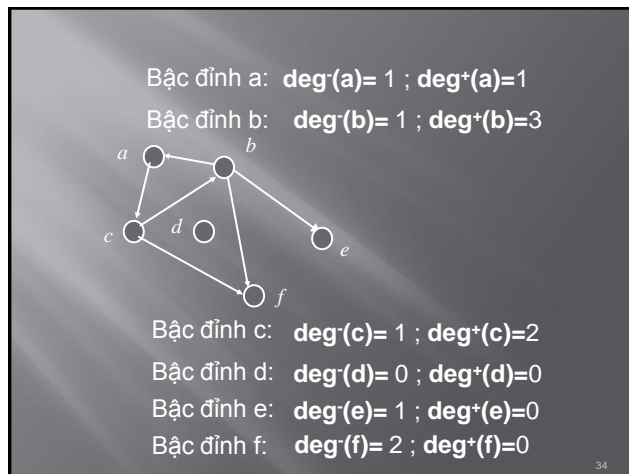 Bậc đỉnh a: deg⁻(a)= 1 ; deg⁺(a)=1
Bậc đỉnh b: deg⁻(b)= 1 ; deg⁺(b)=3
a
b
c
d
e
f
Bậc đỉnh c: deg⁻(c)= 1 ; deg⁺(c)=2
Bậc đỉnh d: deg⁻(d)= 0 ; deg⁺(d)=0
Bậc đỉnh e: deg⁻(e)= 1 ; deg⁺(e)=0
Bậc đỉnh f: deg⁻(f)= 2 ; deg⁺(f)=0
34